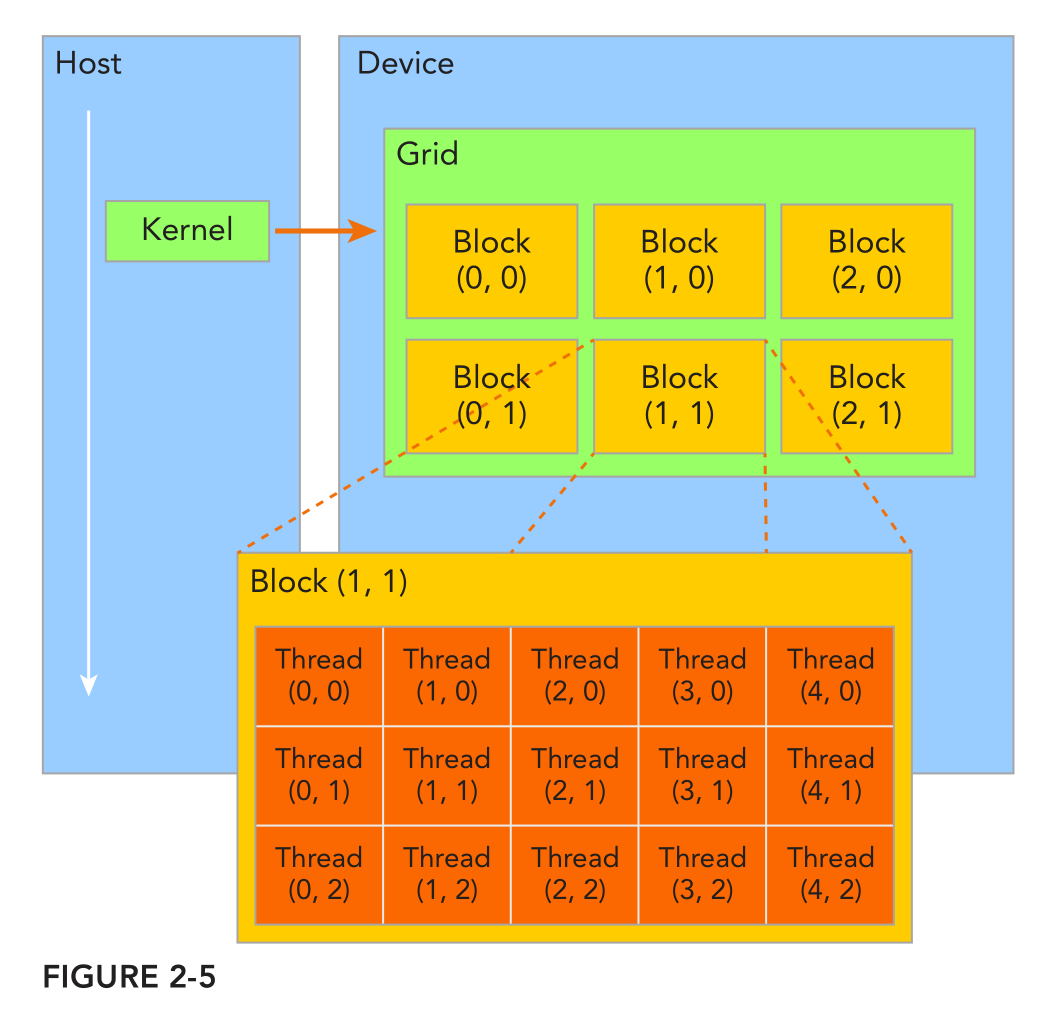 Host
Device
Grid
Kernel
Block
(0, 0)
Block
(1, 0)
Block
(2, 0)
Block
(0, 1)
Block
(1, 1)
Block
(2, 1)
Block (1, 1)
Thread
(0, 0)
Thread
(1, 0)
Thread
(2, 0)
Thread
(3, 0)
Thread
(4, 0)
Thread
(0, 1)
Thread
(1, 1)
Thread
(2, 1)
Thread
(3, 1)
Thread
(4, 1)
Thread
(0, 2)
Thread
(1, 2)
Thread
(2, 2)
Thread
(3, 2)
Thread
(4, 2)
FIGURE 2-5